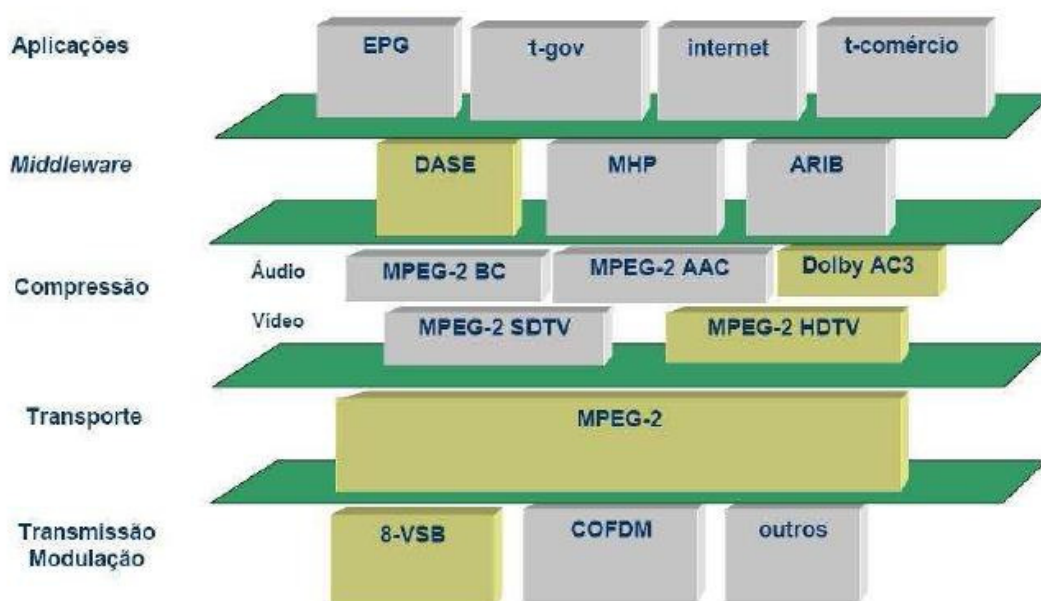 Aplicações
EPG
t-gov
internet
t-comércio
Middleware
DASE
MHP
ARIB
Compressão
Áudio
MPEG-2 BC
MPEG-2 AAC
Dolby AC3
Vídeo
MPEG-2 SDTV
MPEG-2 HDTV
Transporte
MPEG-2
Transmissão
Modulação
8-VSB
COFDM
outros